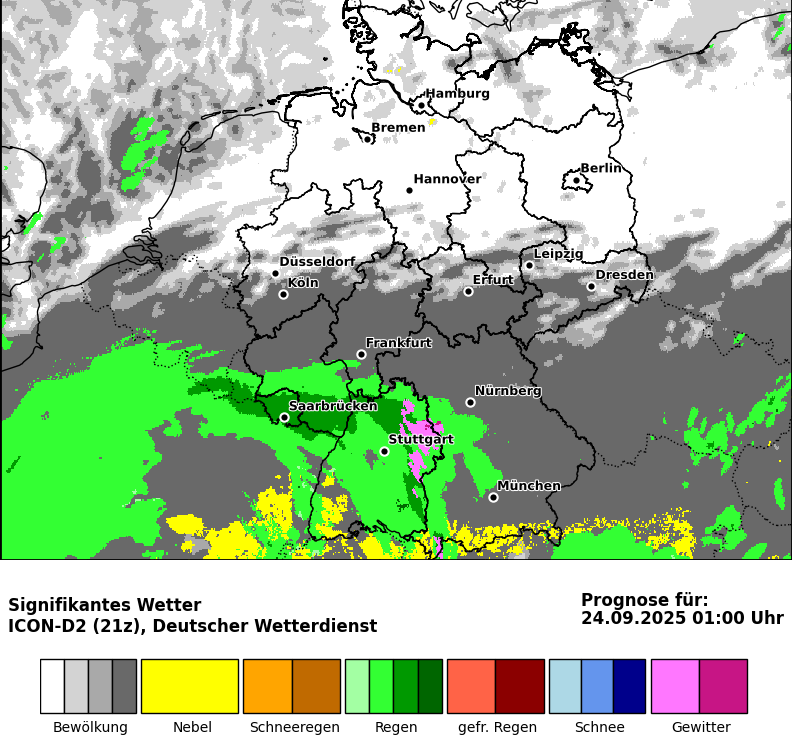 Hamburg
Bremen
Berlin
Hannover
Leipzig
Düsseldorf
Dresden
Erfurt
Köln
Frankfurt
Nürnberg
Saarbrücken
Stuttgart
München
Signifikantes Wetter
ICON-D2 (21z), Deutscher Wetterdienst
Prognose für:
24.09.2025 01:00 Uhr
Bewölkung Nebel Schneeregen Regen gefr. Regen Schnee Gewitter